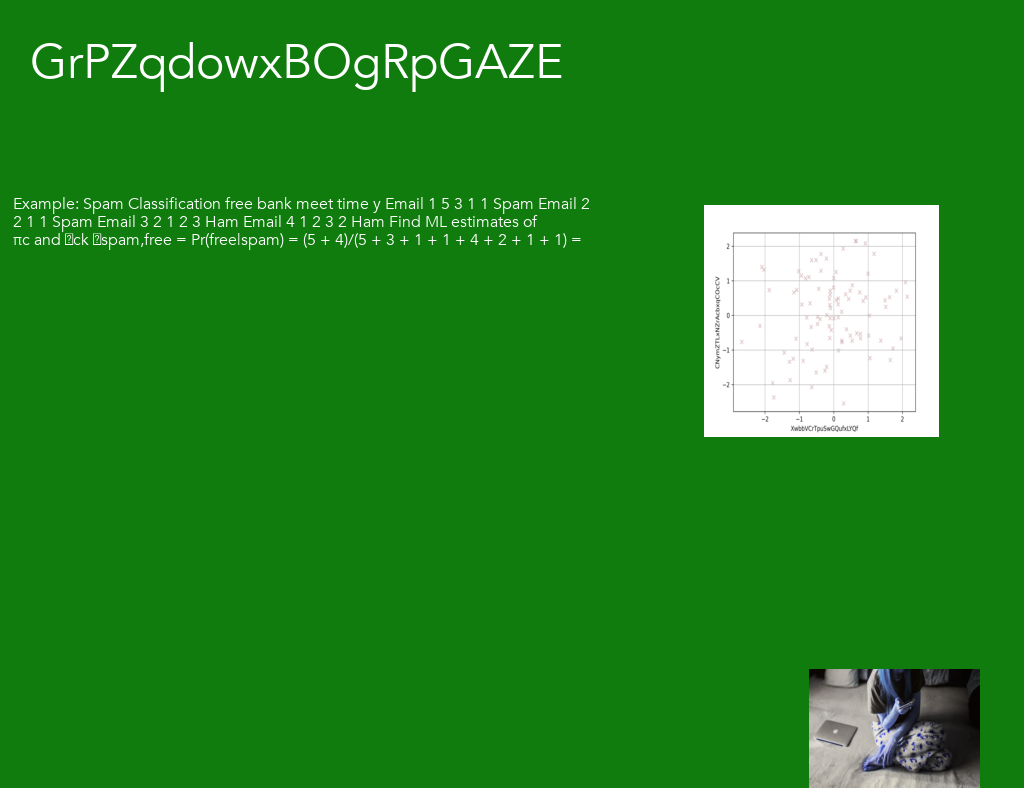 GrPZqdowxBOgRpGAZE
Example: Spam Classification free bank meet time y Email 1 5 3 1 1 Spam Email 2
2 1 1 Spam Email 3 2 1 2 3 Ham Email 4 1 2 3 2 Ham Find ML estimates of
πc and ck spam,free = Pr(free|spam) = (5 + 4)/(5 + 3 + 1 + 1 + 4 + 2 + 1 + 1) =
2
1
0
−1
−2
−2 −1 0 1 2
XwbbVCrTpuSwGQufxLYQf